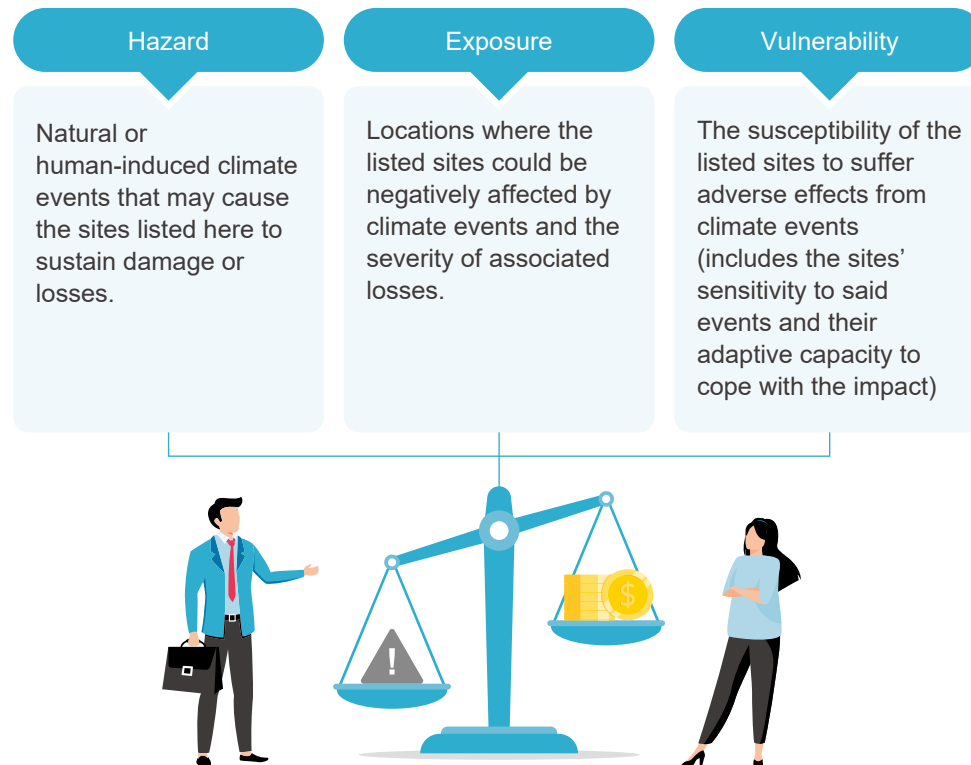 Hazard
Natural or
human-induced climate
events that may cause
the sites listed here to
sustain damage or
losses.
Exposure
Locations where the
listed sites could be
negatively affected by
climate events and the
severity of associated
losses.
Vulnerability
The susceptibility of the
listed sites to suffer
adverse effects from
climate events
(includes the sites’
sensitivity to said
events and their
adaptive capacity to
cope with the impact)
!
$